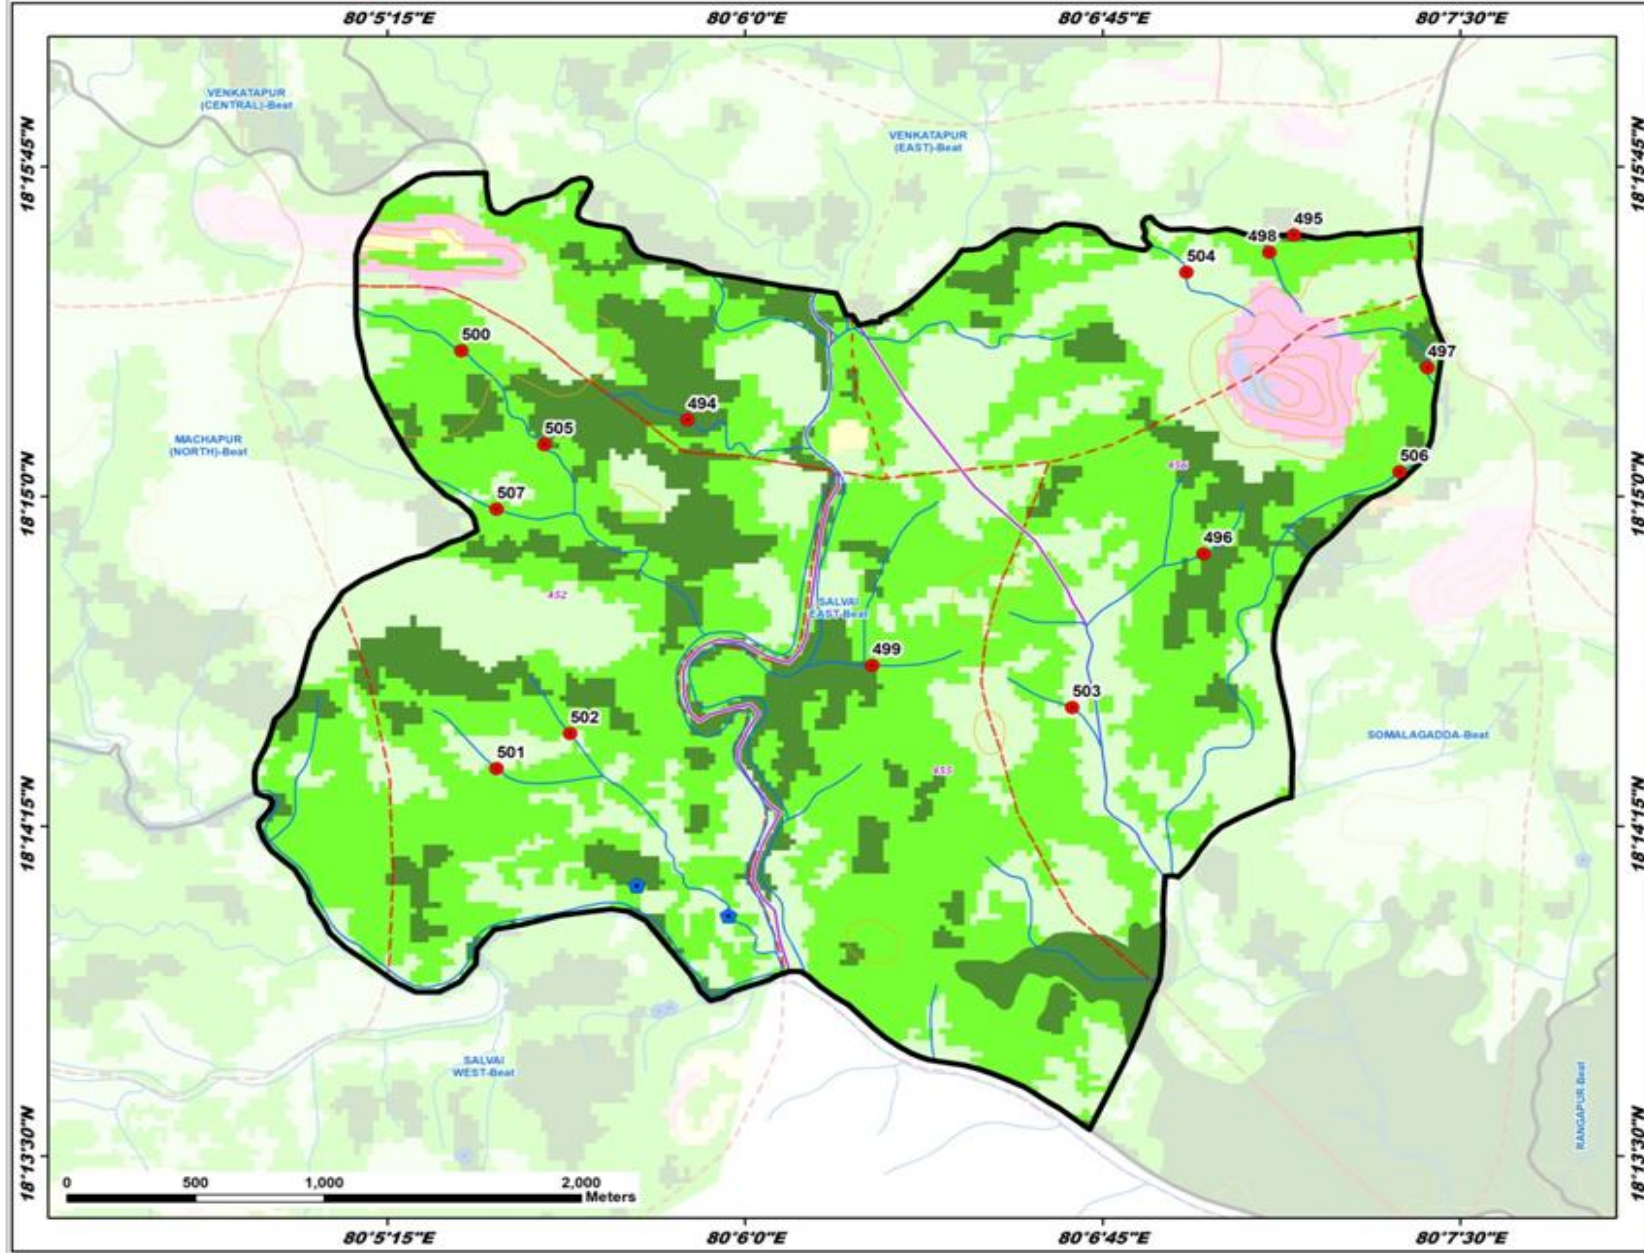 80°5'15"E 80°6'0"E 80°6'45"E 80°7'30"E
VENKATAPUR
(CENTRAL)-Beat
VENKATAPUR
(EAST)-Beat
18°15'45"N
18°15'45"N
495
498
504
500
497
494
505
MACHAPUR
(NORTH)-Beat
506
507
18°15'0"N
18°15'0"N
496
452
SALVAI
EAST-Beat
499
503
502
501
SOMALAGADDA-Beat
18°14'15"N
18°14'15"N
SALVAI
WEST-Beat
RANGAPUR-Beat
18°13'30"N
18°13'30"N
0 500 1,000 2,000
Meters
80°5'15"E 80°6'0"E 80°6'45"E 80°7'30"E